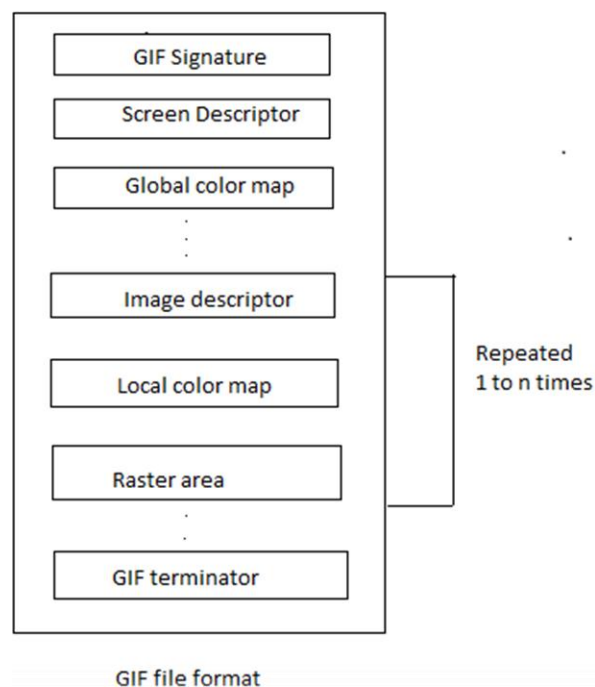 GIF Signature
Screen Descriptor
Global color map
Image descriptor
Local color map
Raster area
GIF terminator
Repeated
1 to n times
GIF file format